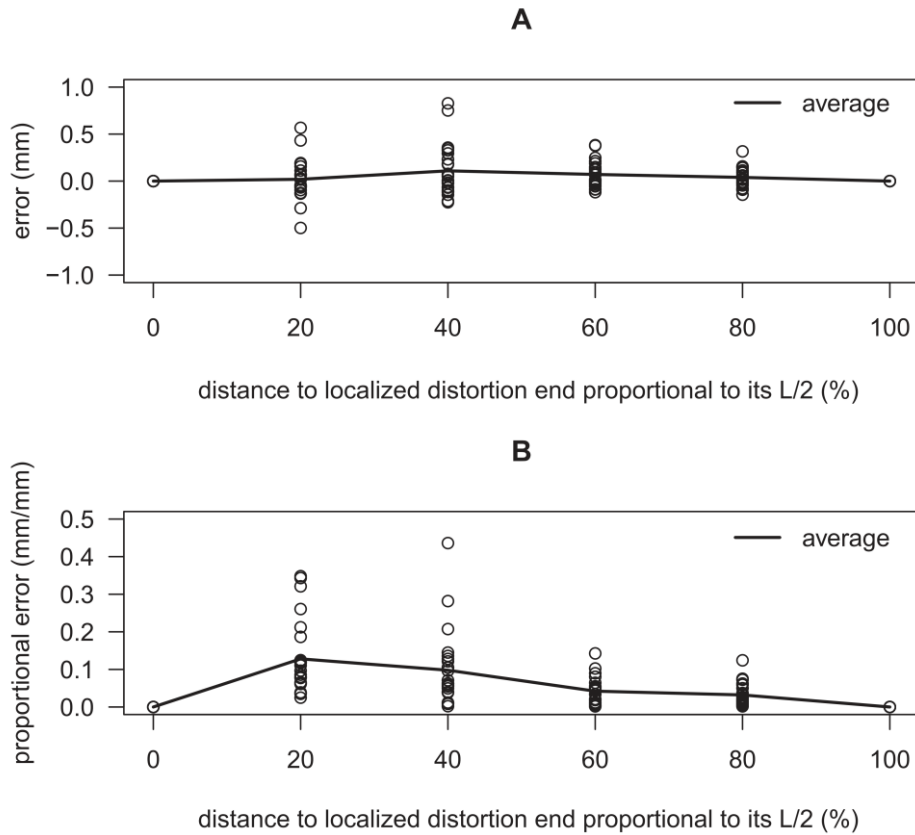 A
error (mm)
1.0
0.5
0.0
−0.5
−1.0
average
0 20 40 60 80 100
distance to localized distortion end proportional to its L/2 (%)
B
proportional error (mm/mm)
0.5
0.4
0.3
0.2
0.1
0.0
average
0 20 40 60 80 100
distance to localized distortion end proportional to its L/2 (%)